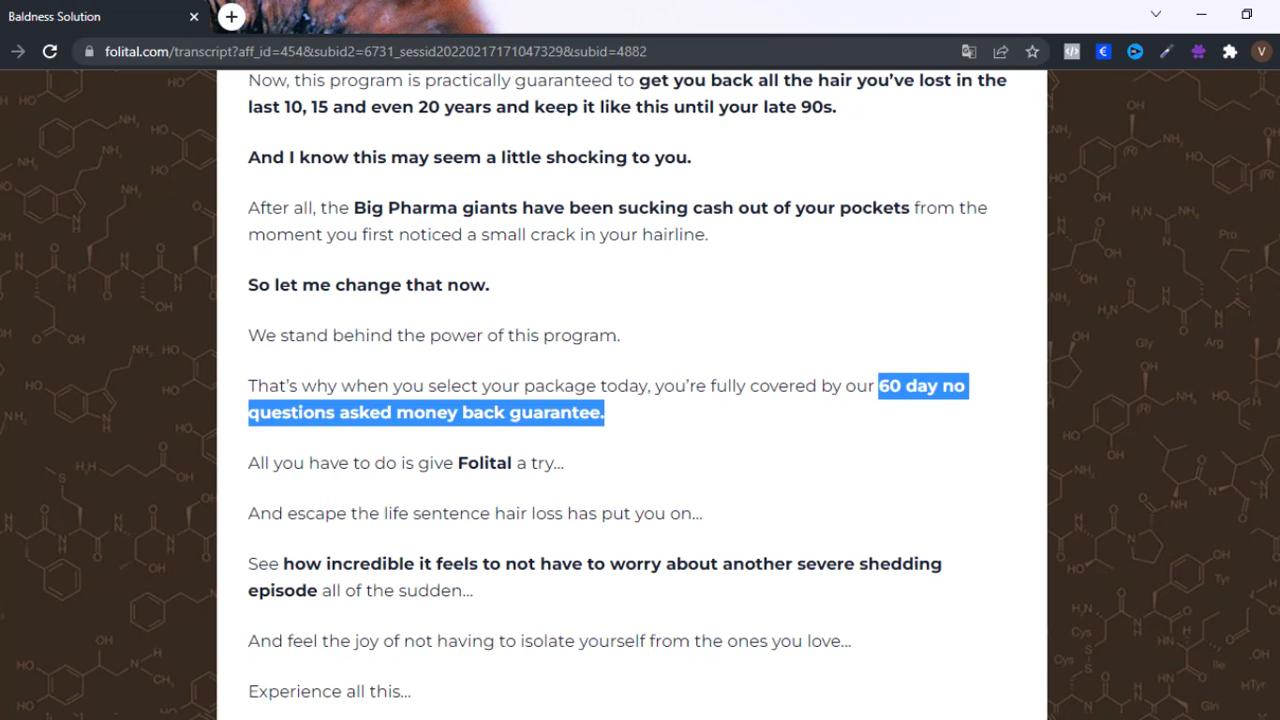 Baldness Solution
folital.com/transcript?aff_id=454&subid2=6731_sessid20220217171047329&subid=4882
V
Now, this program is practically guaranteed to get you back all the hair you’ve lost in the
last 10, 15 and even 20 years and keep it like this until your late 90s.
And I know this may seem a little shocking to you.
After all, the Big Pharma giants have been sucking cash out of your pockets from the
moment you first noticed a small crack in your hairline.
So let me change that now.
We stand behind the power of this program.
That’s why when you select your package today, you’re fully covered by our 60 day no
questions asked money back guarantee.
All you have to do is give Folital a try...
And escape the life sentence hair loss has put you on...
See how incredible it feels to not have to worry about another severe shedding
episode all of the sudden...
And feel the joy of not having to isolate yourself from the ones you love...
Experience all this...